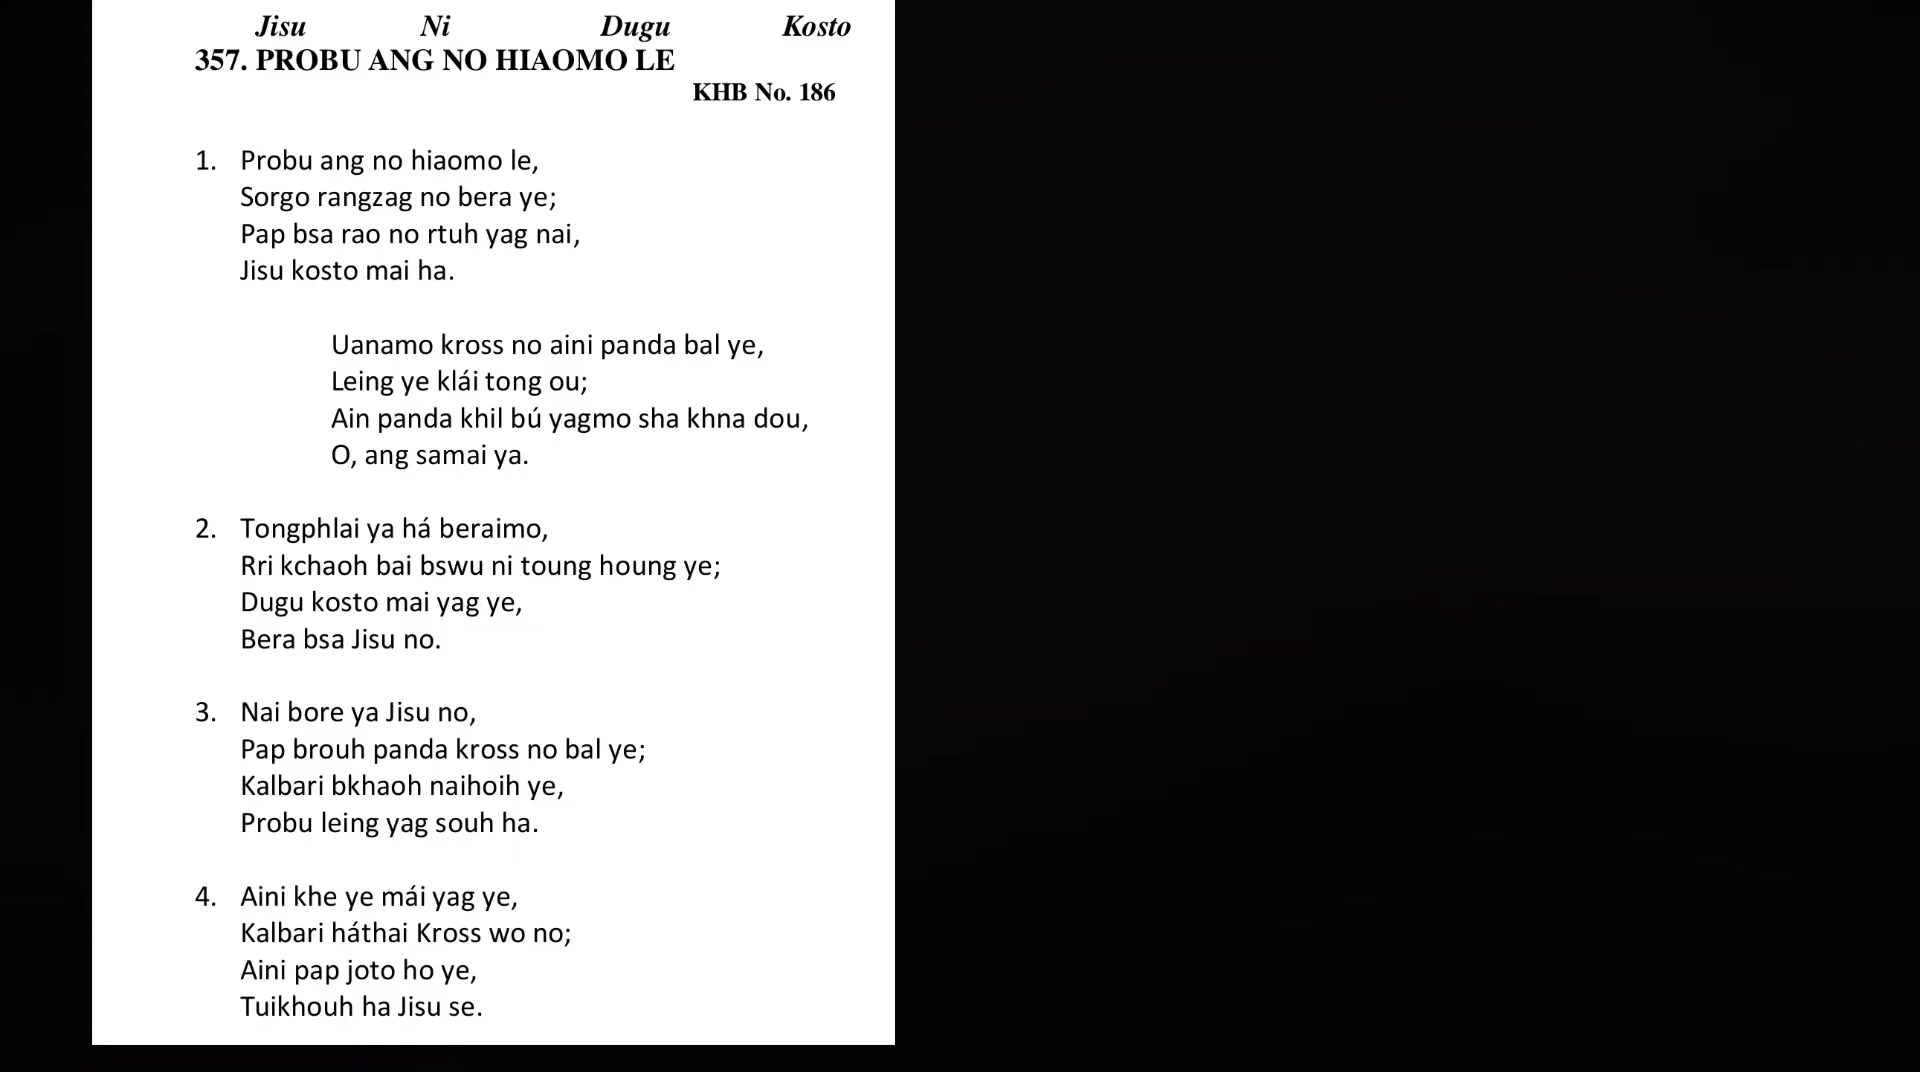 Jisu Ni Dugu Kosto
357. PROBU ANG NO HIAOMO LE
KHB No. 186
1. Probu ang no hiaomo le,
Sorgo rangzag no bera ye;
Pap bsa rao no rtuh yag nai,
Jisu kosto mai ha.
Uanamo kross no aini panda bal ye,
Leing ye klái tong ou;
Ain panda khil bú yagmo sha khna dou,
O, ang samai ya.
2. Tongphlai ya há beraimo,
Rri kchaoh bai bswu ni toung houng ye;
Dugu kosto mai yag ye,
Bera bsa Jisu no.
3. Nai bore ya Jisu no,
Pap brouh panda kross no bal ye;
Kalbari bkhaoh naihoih ye,
Probu leing yag souh ha.
4. Aini khe ye mái yag ye,
Kalbari háthai Kross wo no;
Aini pap joto ho ye,
Tuikhouh ha Jisu se.